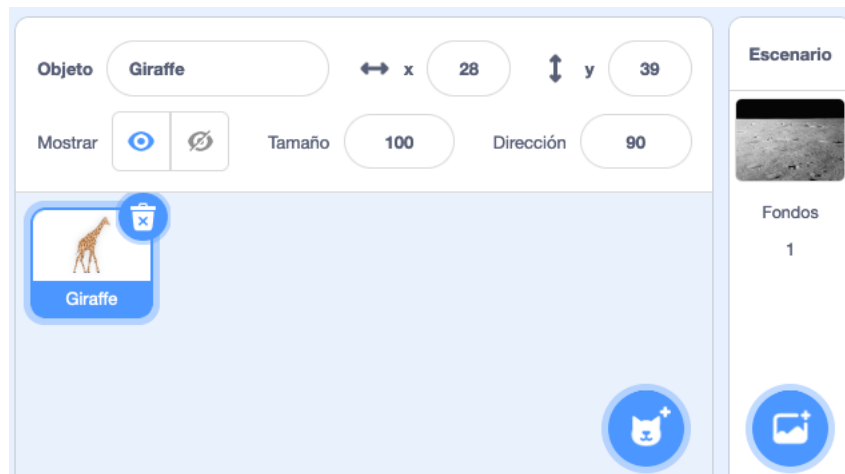 Objeto Giraffe x 28 y 39
Mostrar Tamaño 100 Dirección 90
Giraffe
Escenario
Fondos
1